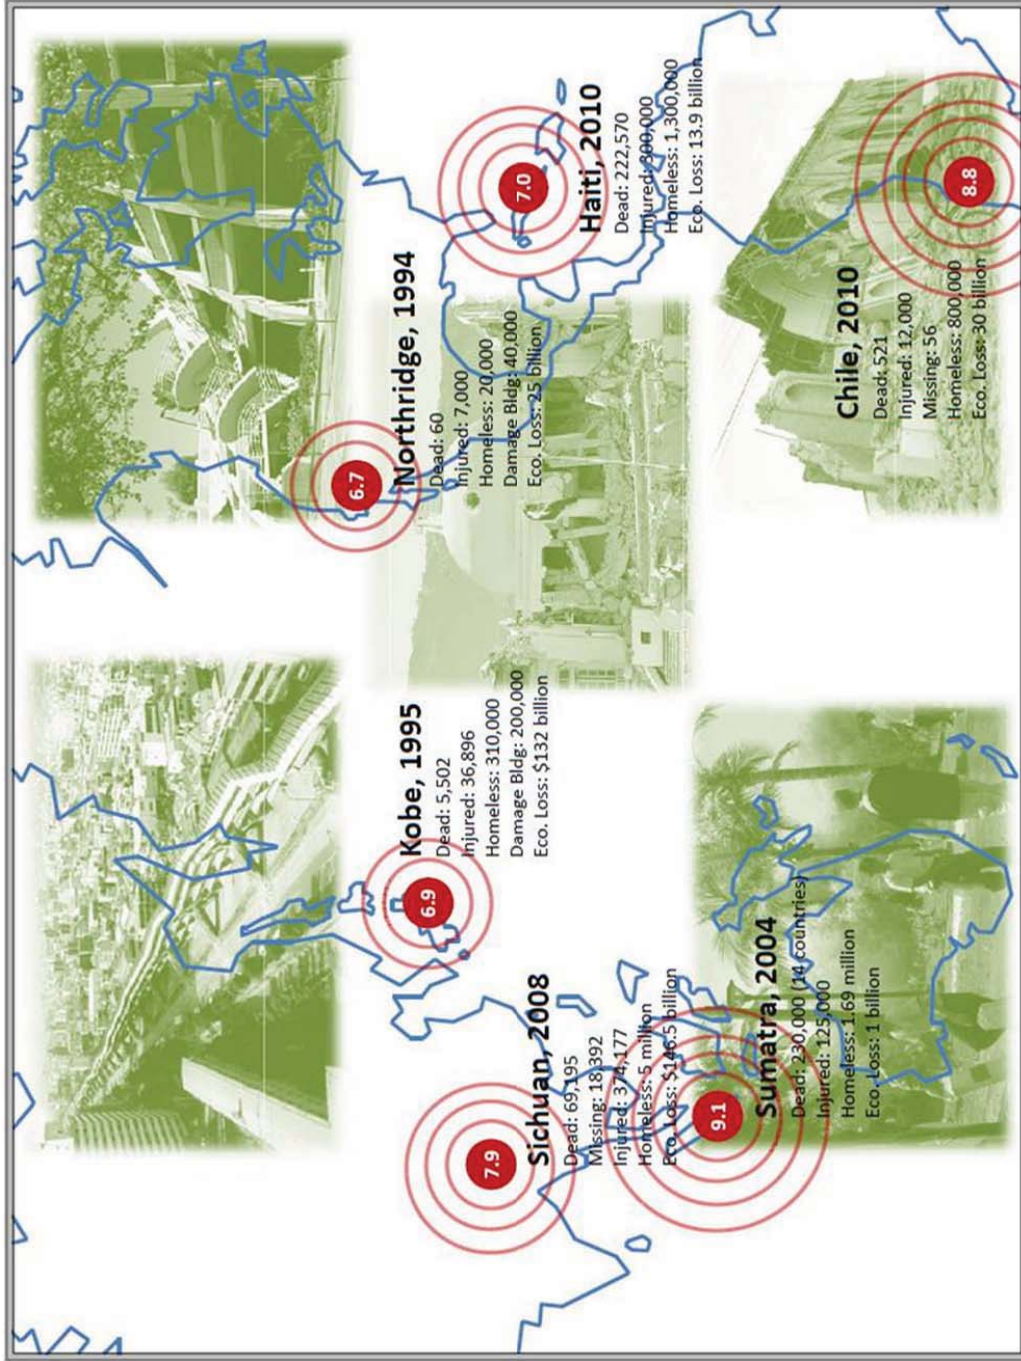 6.7
Northridge, 1994
Dead: 60
Injured: 7,000
Homeless: 20,000
Damage Bldg: 40,000
Eco. Loss: 25 billion
6.9
Kobe, 1995
Dead: 5,502
Injured: 36,896
Homeless: 310,000
Damage Bldg: 200,000
Eco. Loss: $132 billion
7.9
Sichuan, 2008
Dead: 69,195
Missing: 18,392
Injured: 374,177
Homeless: 5 million
Eco. Loss: $146.5 billion
7.0
Haiti, 2010
Dead: 222,570
Injured: 300,000
Homeless: 1,300,000
Eco. Loss: 13.9 billion
9.1
Sumatra, 2004
Dead: 230,000 (14 countries)
Injured: 125,000
Homeless: 1.69 million
Eco. Loss: 1 billion
8.8
Chile, 2010
Dead: 521
Injured: 12,000
Missing: 56
Homeless: 800,000
Eco. Loss: 30 billion